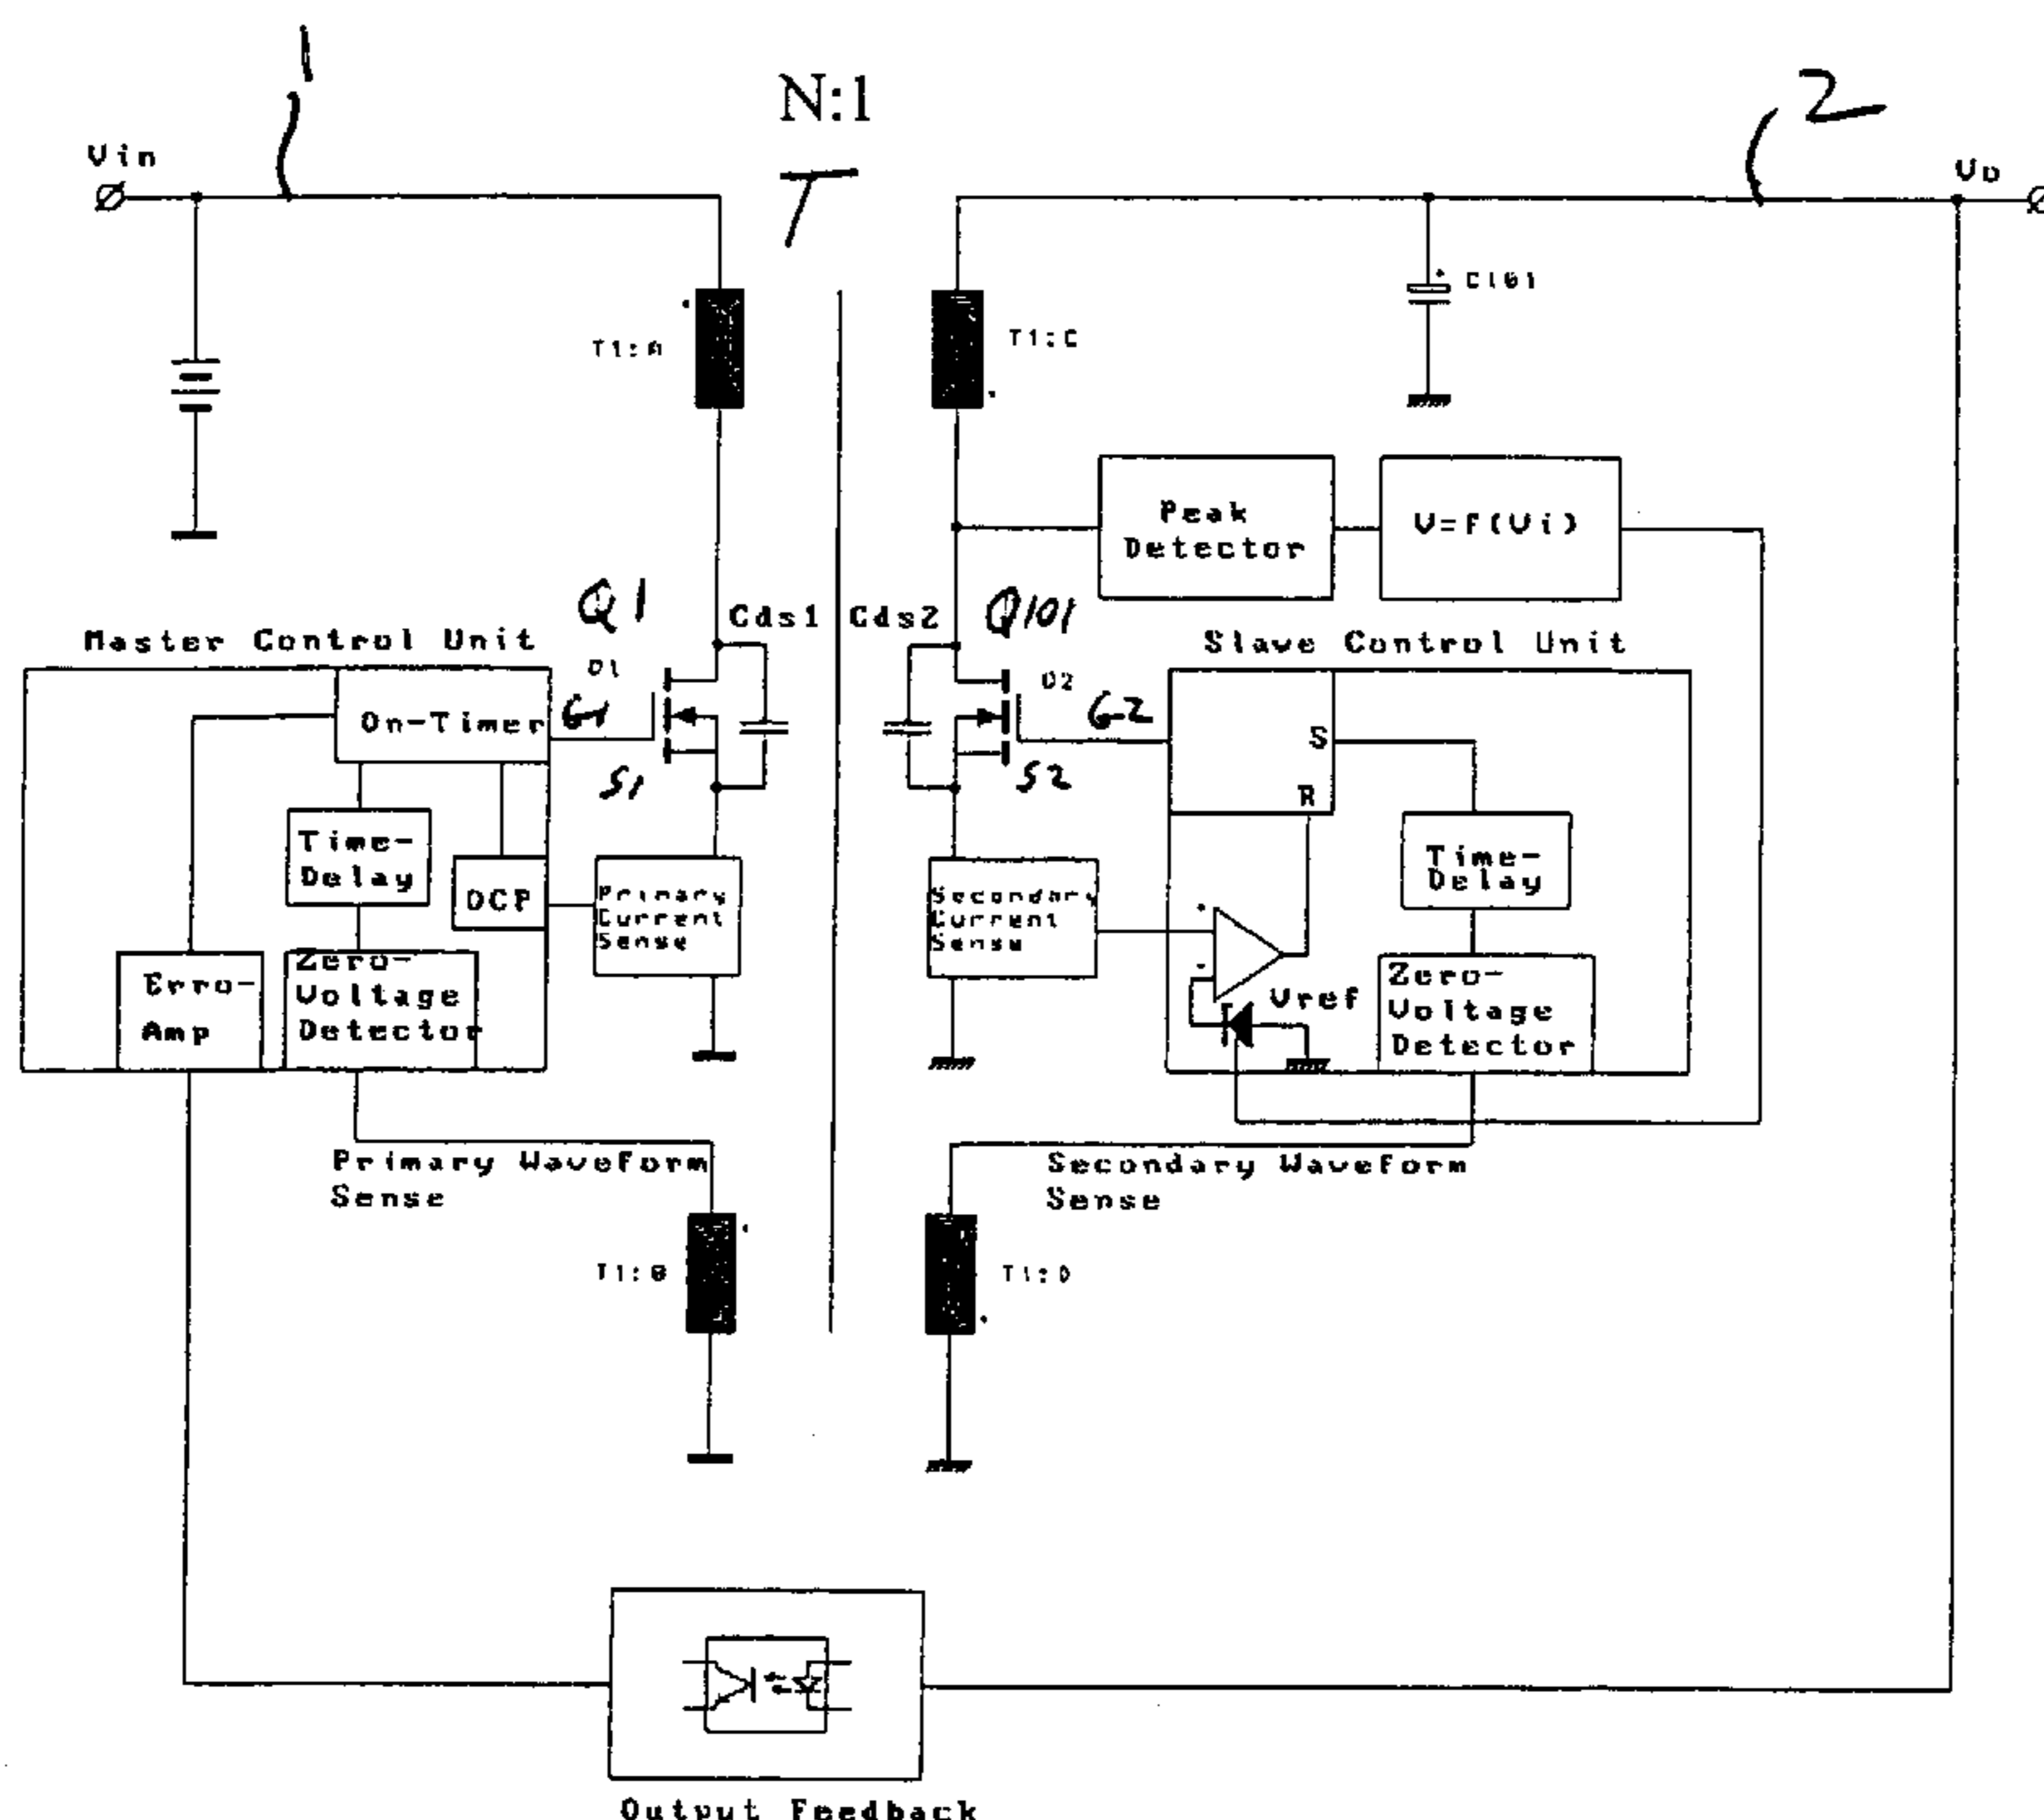 1
N:1
2
Vin
T
Vo
C101
T1:A
T1:C
Peak
Detector
V=F(Vi)
Q1
Cds1
Cds2
Q101
Master Control Unit
Slave Control Unit
D1
D2
On-Timer
G1
G2
S
S1
S2
R
Time-
Delay
OCP
Primary
Current
Sense
Secondary
Current
Sense
Time-
Delay
+
-
Vref
Erro-
Amp
Zero-
Voltage
Detector
Zero-
Voltage
Detector
Primary Waveform
Sense
Secondary Waveform
Sense
T1:B
T1:D
Output Feedback